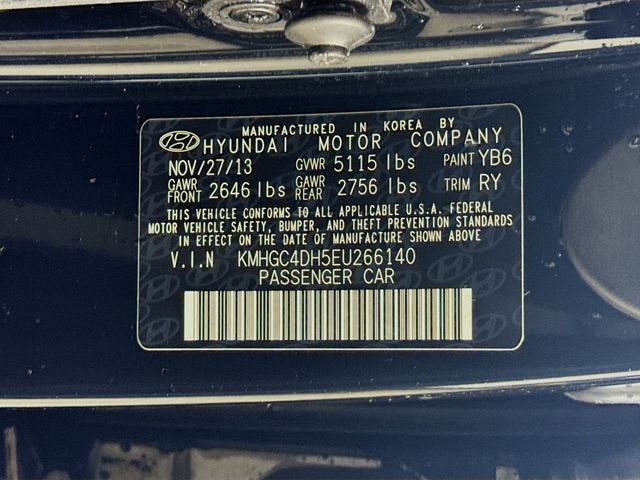 MANUFACTURED IN KOREA BY
HYUNDAI MOTOR COMPANY
NOV/27/13 GVWR 5115 lbs PAINT YB6
GAWR FRONT 2646 lbs GAWR REAR 2756 lbs TRIM RY
THIS VEHICLE CONFORMS TO ALL APPLICABLE U.S.A. FEDERAL
MOTOR VEHICLE SAFETY, BUMPER, AND THEFT PREVENTION STANDARDS
IN EFFECT ON THE DATE OF MANUFACTURE SHOWN ABOVE
V.I.N KMHGC4DH5EU266140
PASSENGER CAR